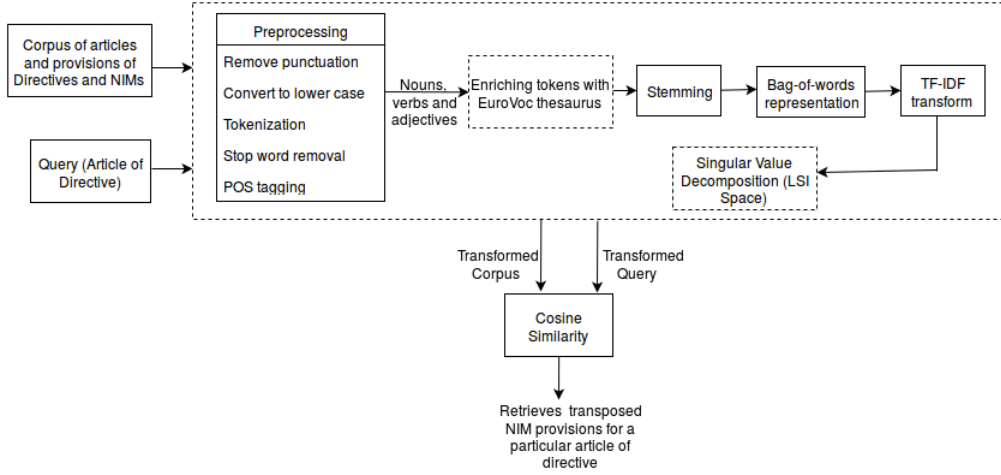 Corpus of articles
and provisions of
Directives and NIMs
Query (Article of
Directive)
Preprocessing
Remove punctuation
Convert to lower case
Tokenization
Stop word removal
POS tagging
Nouns,
verbs and
adjectives
Enriching tokens with
EuroVoc thesaurus
Stemming
Bag-of-words
representation
TF-IDF
transform
Singular Value
Decomposition (LSI
Space)
Transformed
Corpus
Transformed
Query
Cosine
Similarity
Retrieves transposed
NIM provisions for a
particular article of
directive